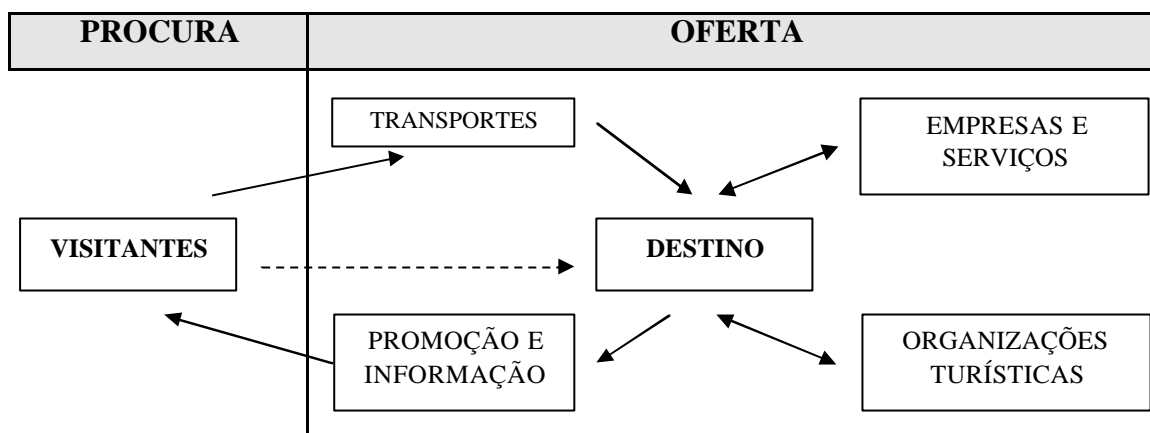 PROCURA
OFERTA
TRANSPORTES
EMPRESAS E
SERVIÇOS
VISITANTES
DESTINO
PROMOÇÃO E
INFORMAÇÃO
ORGANIZAÇÕES
TURÍSTICAS